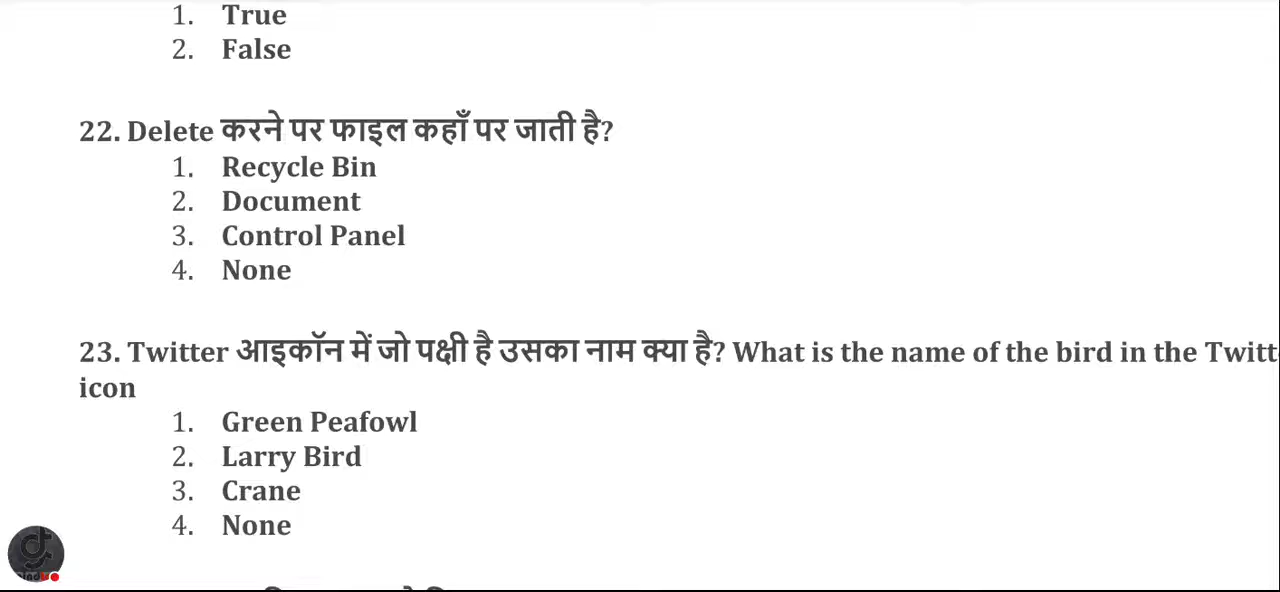 1. True
2. False
22. Delete करने पर फाइल कहाँ पर जाती है?
1. Recycle Bin
2. Document
3. Control Panel
4. None
23. Twitter आइकॉन में जो पक्षी है उसका नाम क्या है? What is the name of the bird in the Twitt
icon
1. Green Peafowl
2. Larry Bird
3. Crane
4. None